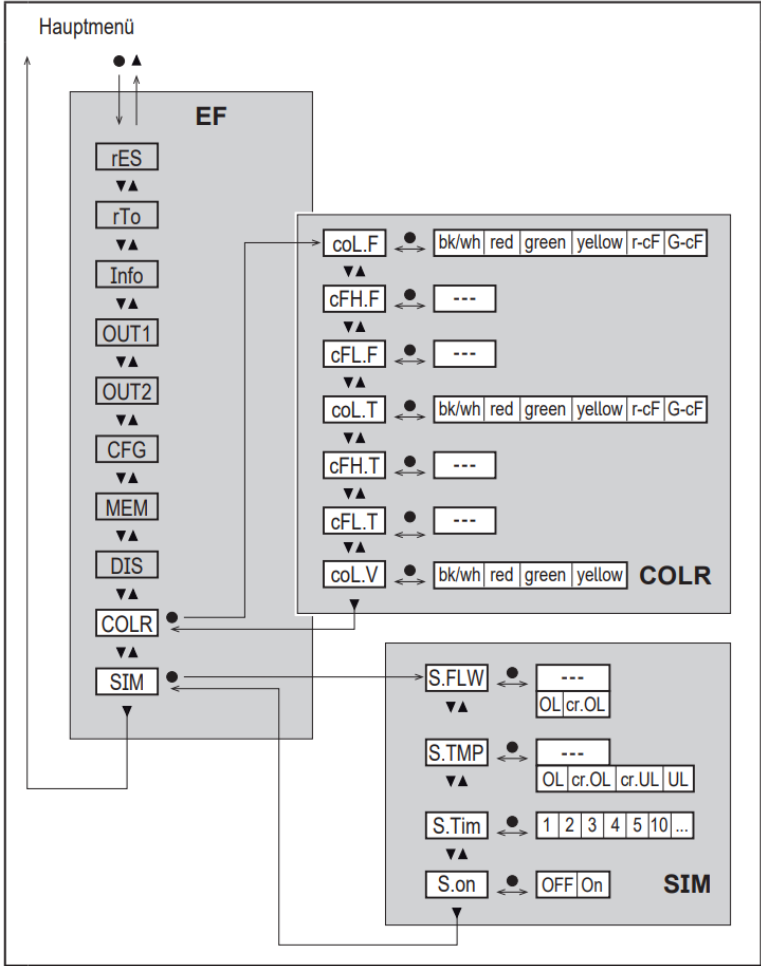 Hauptmenü
EF
rES
rTo
Info
OUT1
OUT2
CFG
MEM
DIS
COLR
SIM
coL.F bk/wh red green yellow r-cF G-cF
cFH.F ---
cFL.F ---
coL.T bk/wh red green yellow r-cF G-cF
cFH.T ---
cFL.T ---
coL.V bk/wh red green yellow COLR
S.FLW ---
OL cr.OL
S.TMP ---
OL cr.OL cr.UL UL
S.Tim 1 2 3 4 5 10 ...
S.on OFF On SIM